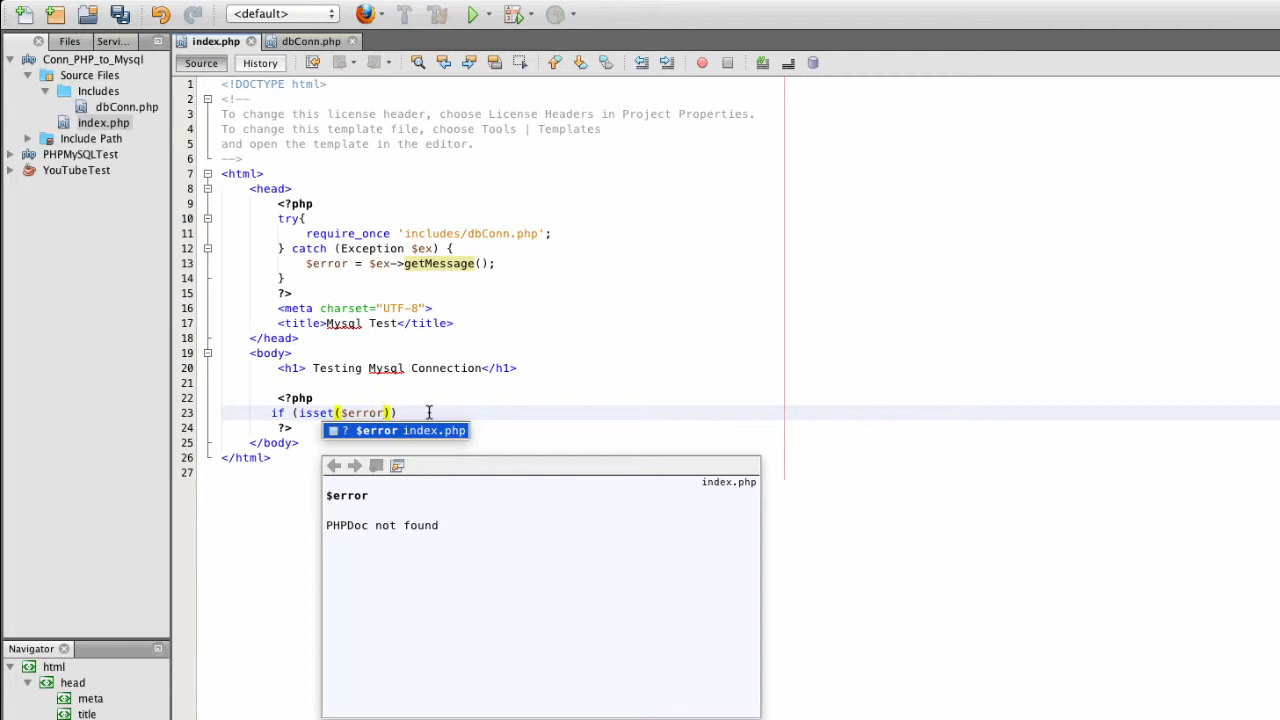 <default>
Files
Servi...
index.php
dbConn.php
Conn_PHP_to_Mysql
Source Files
Includes
dbConn.php
index.php
Include Path
PHPMySQLTest
YouTubeTest
Source
History
1 <!DOCTYPE html>
2 <!--
3 To change this license header, choose License Headers in Project Properties.
4 To change this template file, choose Tools | Templates
5 and open the template in the editor.
6 -->
7 <html>
8 <head>
9 <?php
10 try{
11 require_once 'includes/dbConn.php';
12 } catch (Exception $ex) {
13 $error = $ex->getMessage();
14 }
15 ?>
16 <meta charset="UTF-8">
17 <title>Mysql Test</title>
18 </head>
19 <body>
20 <h1> Testing Mysql Connection</h1>
21
22 <?php
23 if (isset($error))
24 ?>
25 </body>
26 </html>
27
? $error index.php
index.php
$error
PHPDoc not found
Navigator
html
head
meta
title